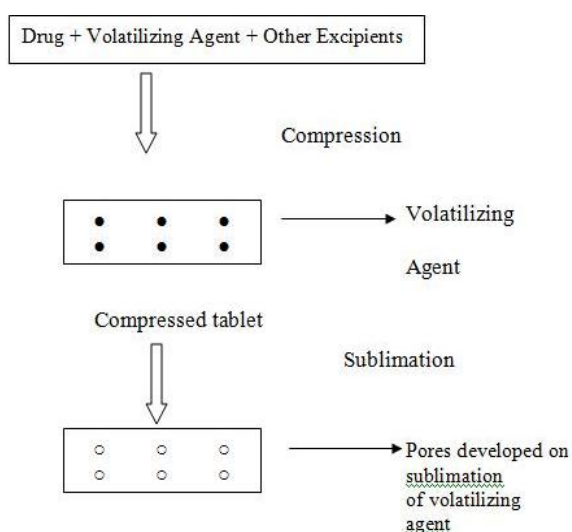 Drug + Volatilizing Agent + Other Excipients
Compression
Volatilizing
Agent
Compressed tablet
Sublimation
Pores developed on
sublimation
of volatilizing
agent